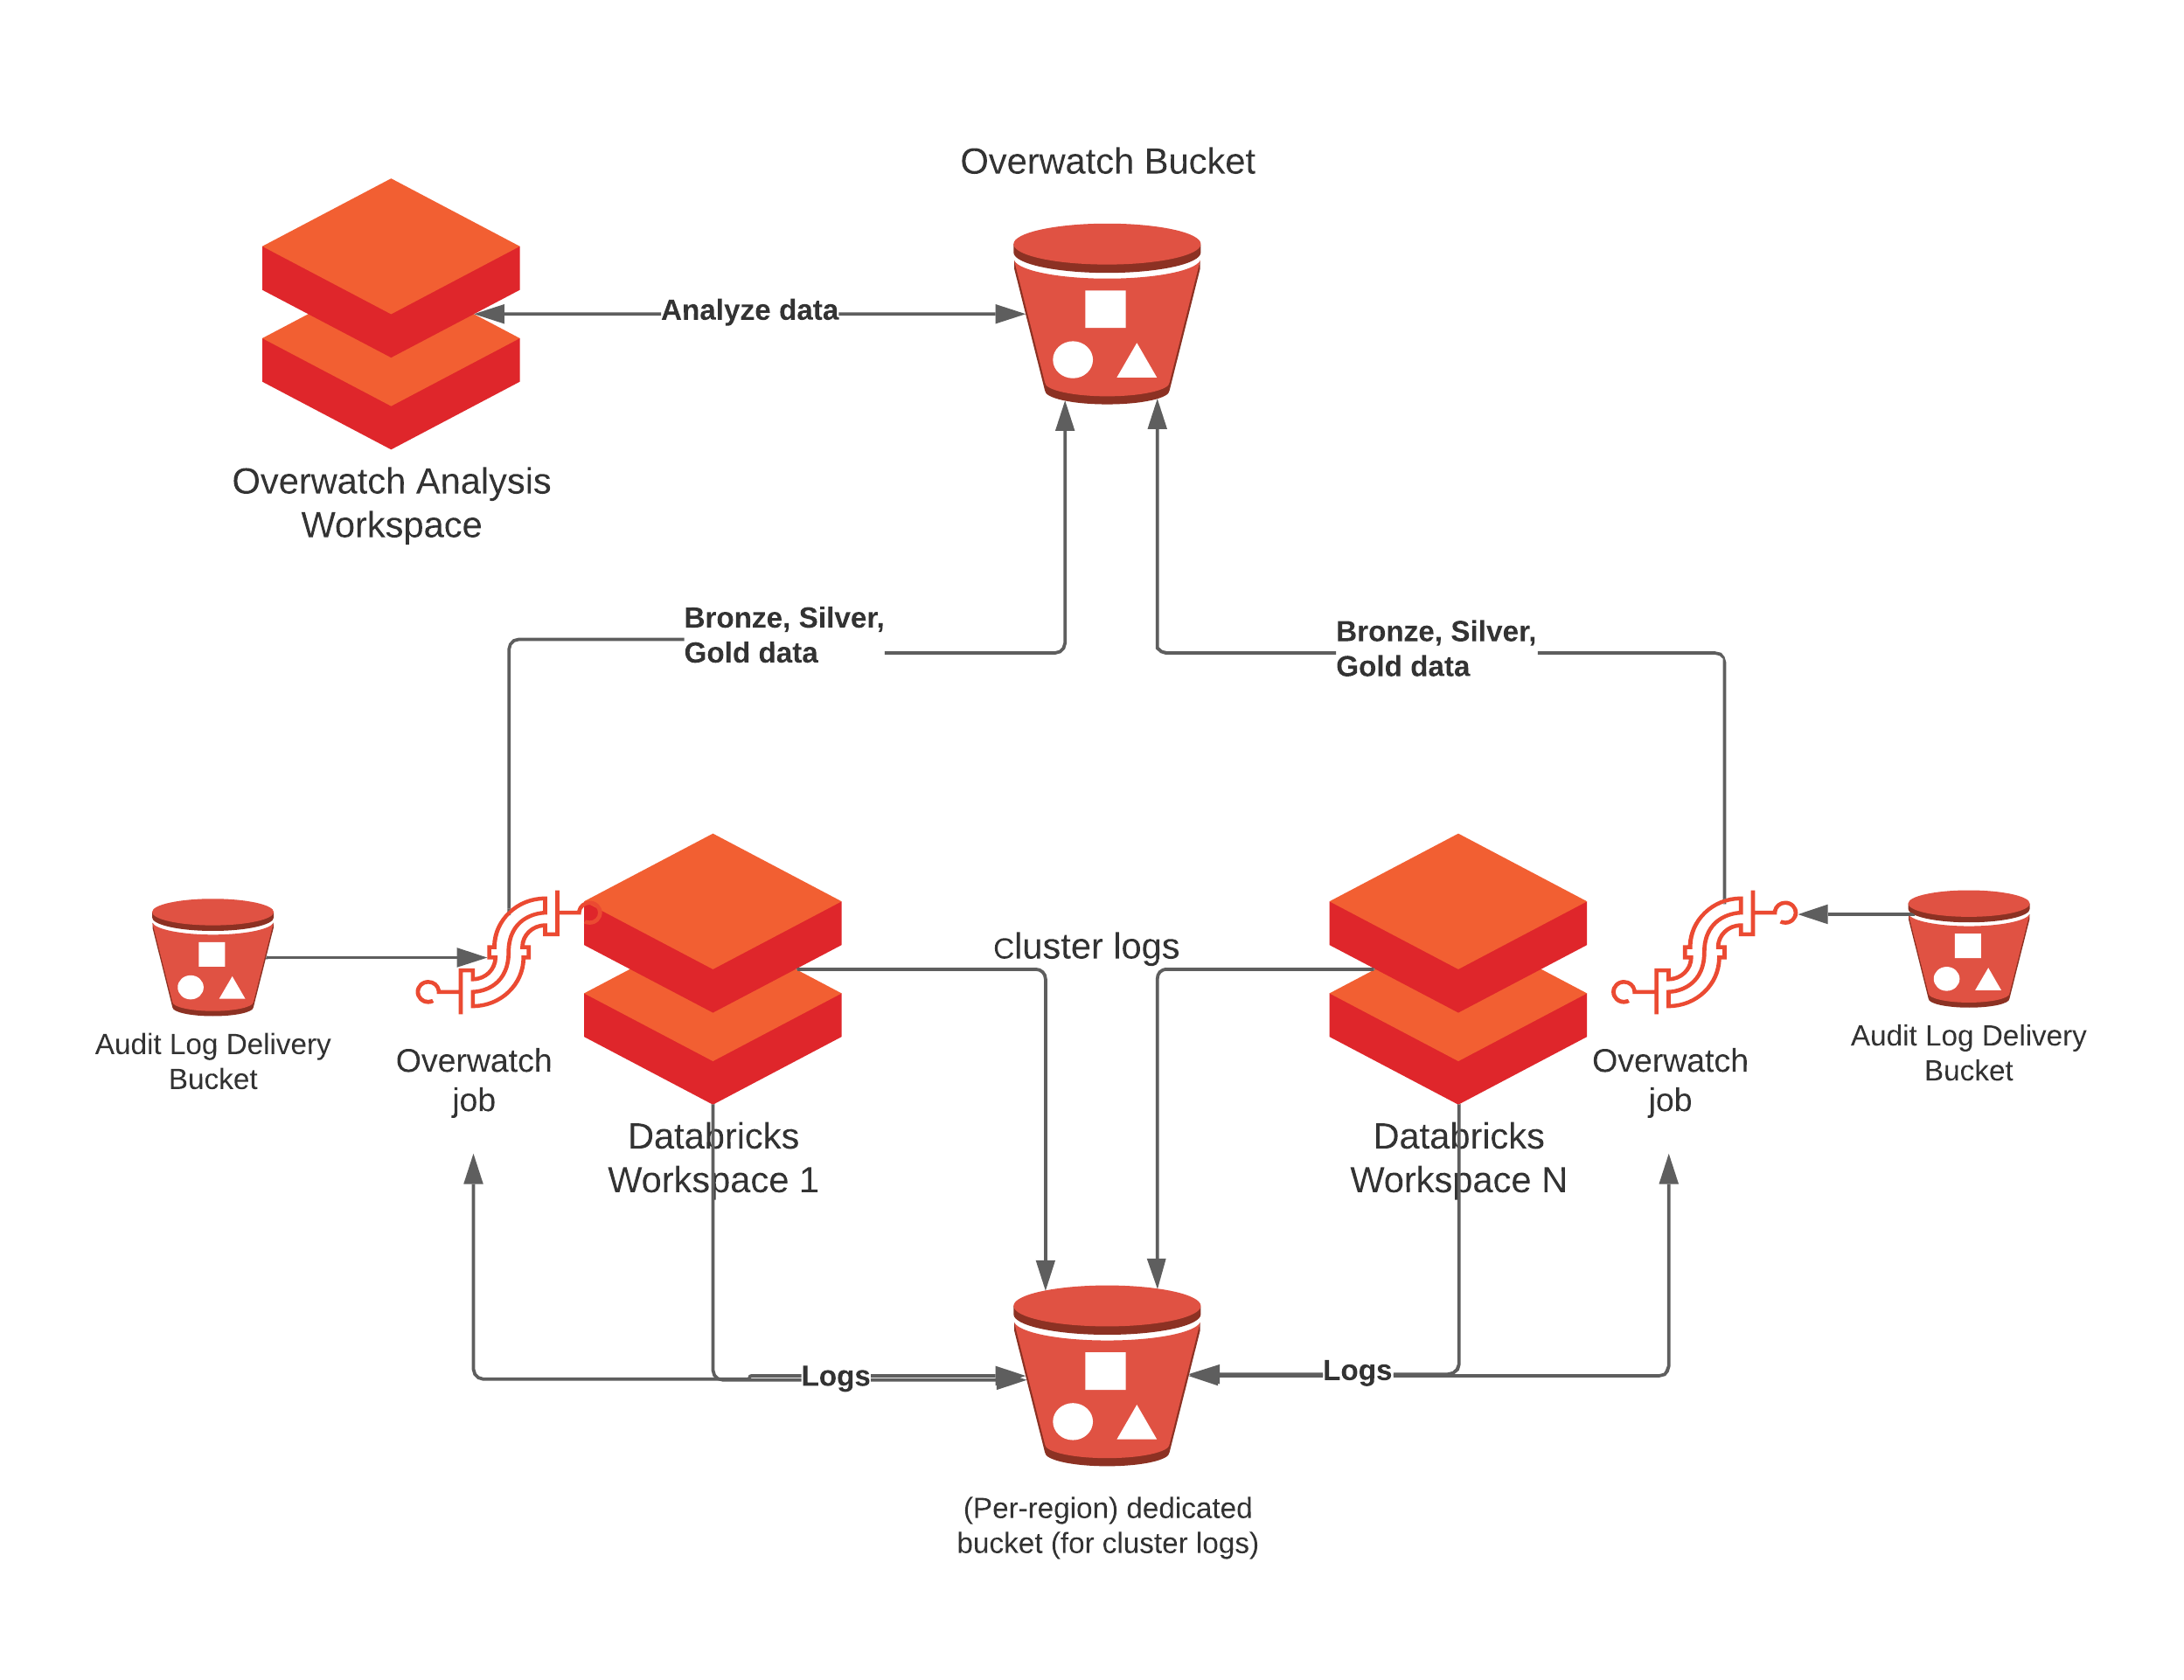 Overwatch Bucket
Analyze data
Overwatch Analysis
Workspace
Bronze, Silver,
Gold data
Bronze, Silver,
Gold data
Cluster logs
Audit Log Delivery
Bucket
Overwatch
job
Databricks
Workspace 1
Databricks
Workspace N
Overwatch
job
Audit Log Delivery
Bucket
Logs
Logs
(Per-region) dedicated
bucket (for cluster logs)